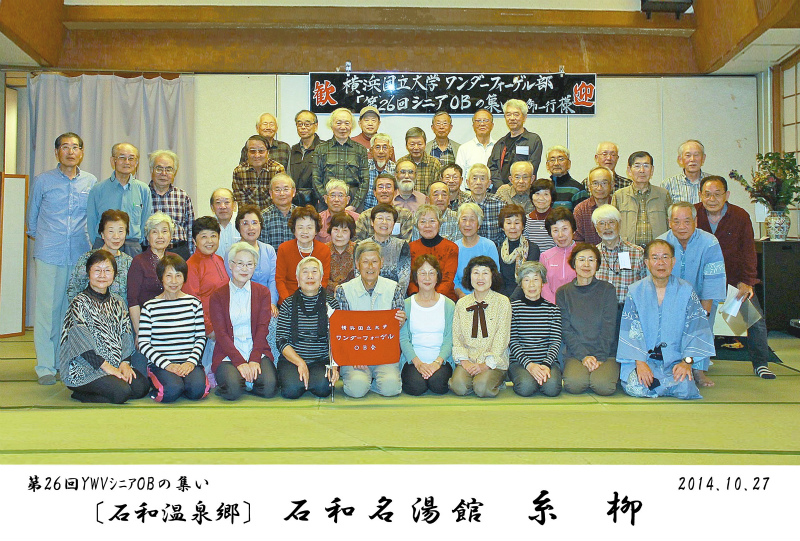 歓 横浜国立大学 ワンダーフォーゲル部 迎
「第26回シニアOBの集 御一行様
横浜国立大学
ワンダーフォーゲル
OB会
第26回YWVシニアOBの集い
2014.10.27
〔石和温泉郷〕 石和名湯館 糸柳